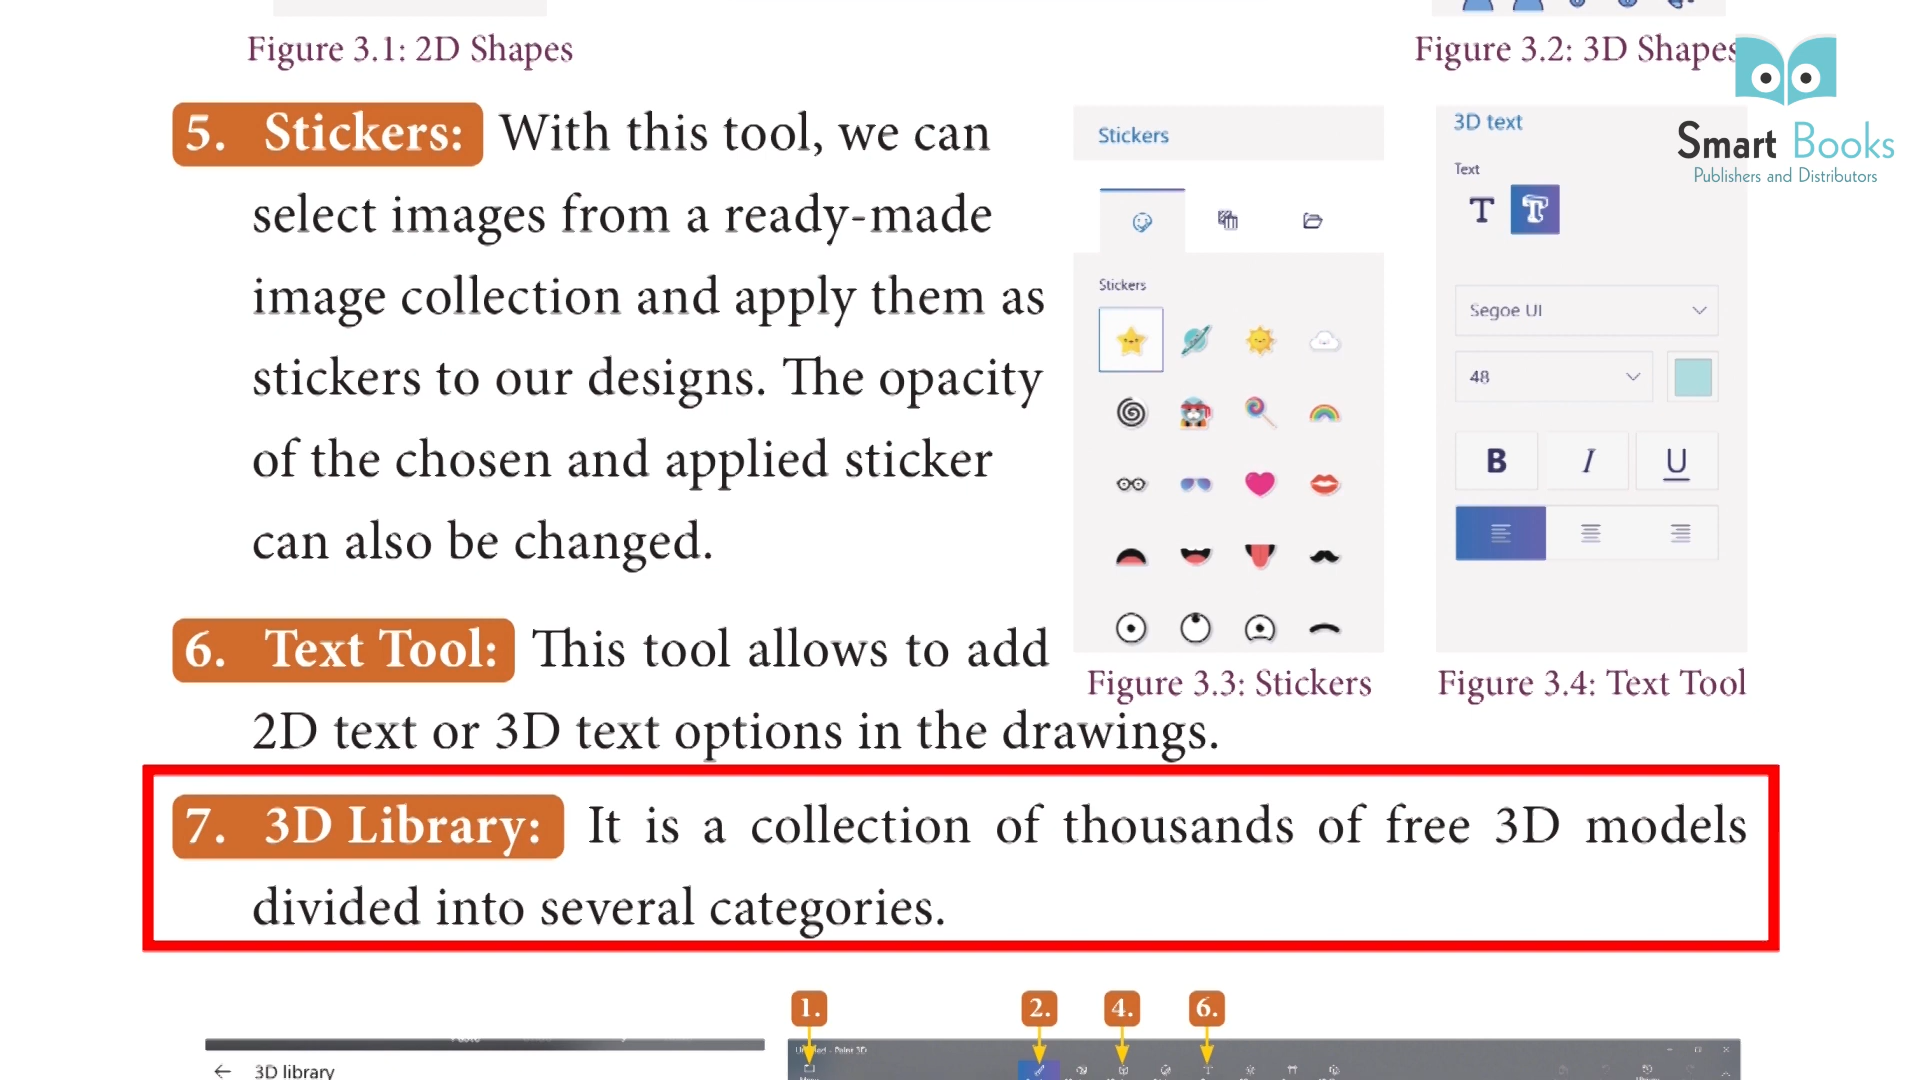 Figure 3.1: 2D Shapes
Figure 3.2: 3D Shapes
Smart Books
Publishers and Distributors
5. Stickers: With this tool, we can
select images from a ready-made
image collection and apply them as
stickers to our designs. The opacity
of the chosen and applied sticker
can also be changed.
Stickers
Stickers
Figure 3.3: Stickers
3D text
Text
T
T
Segoe UI
48
B I U
Figure 3.4: Text Tool
6. Text Tool: This tool allows to add
2D text or 3D text options in the drawings.
7. 3D Library: It is a collection of thousands of free 3D models
divided into several categories.
1. 2. 4. 6.
3D library
Untitled - Paint 3D